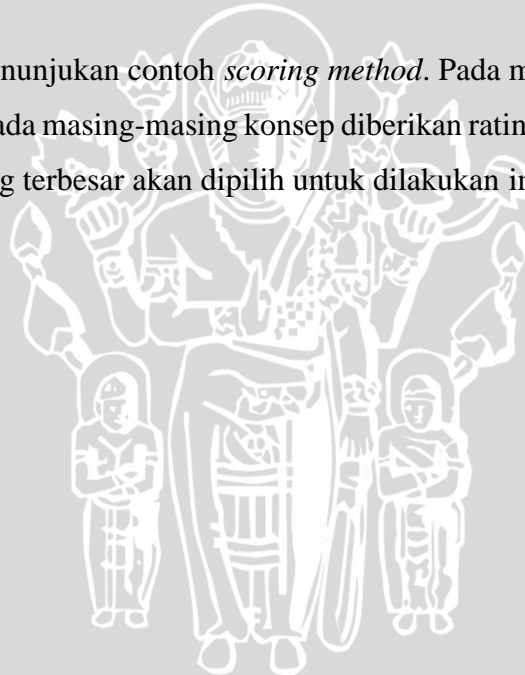 nunjukan contoh scoring method. Pada m
ada masing-masing konsep diberikan ratin
g terbesar akan dipilih untuk dilakukan in